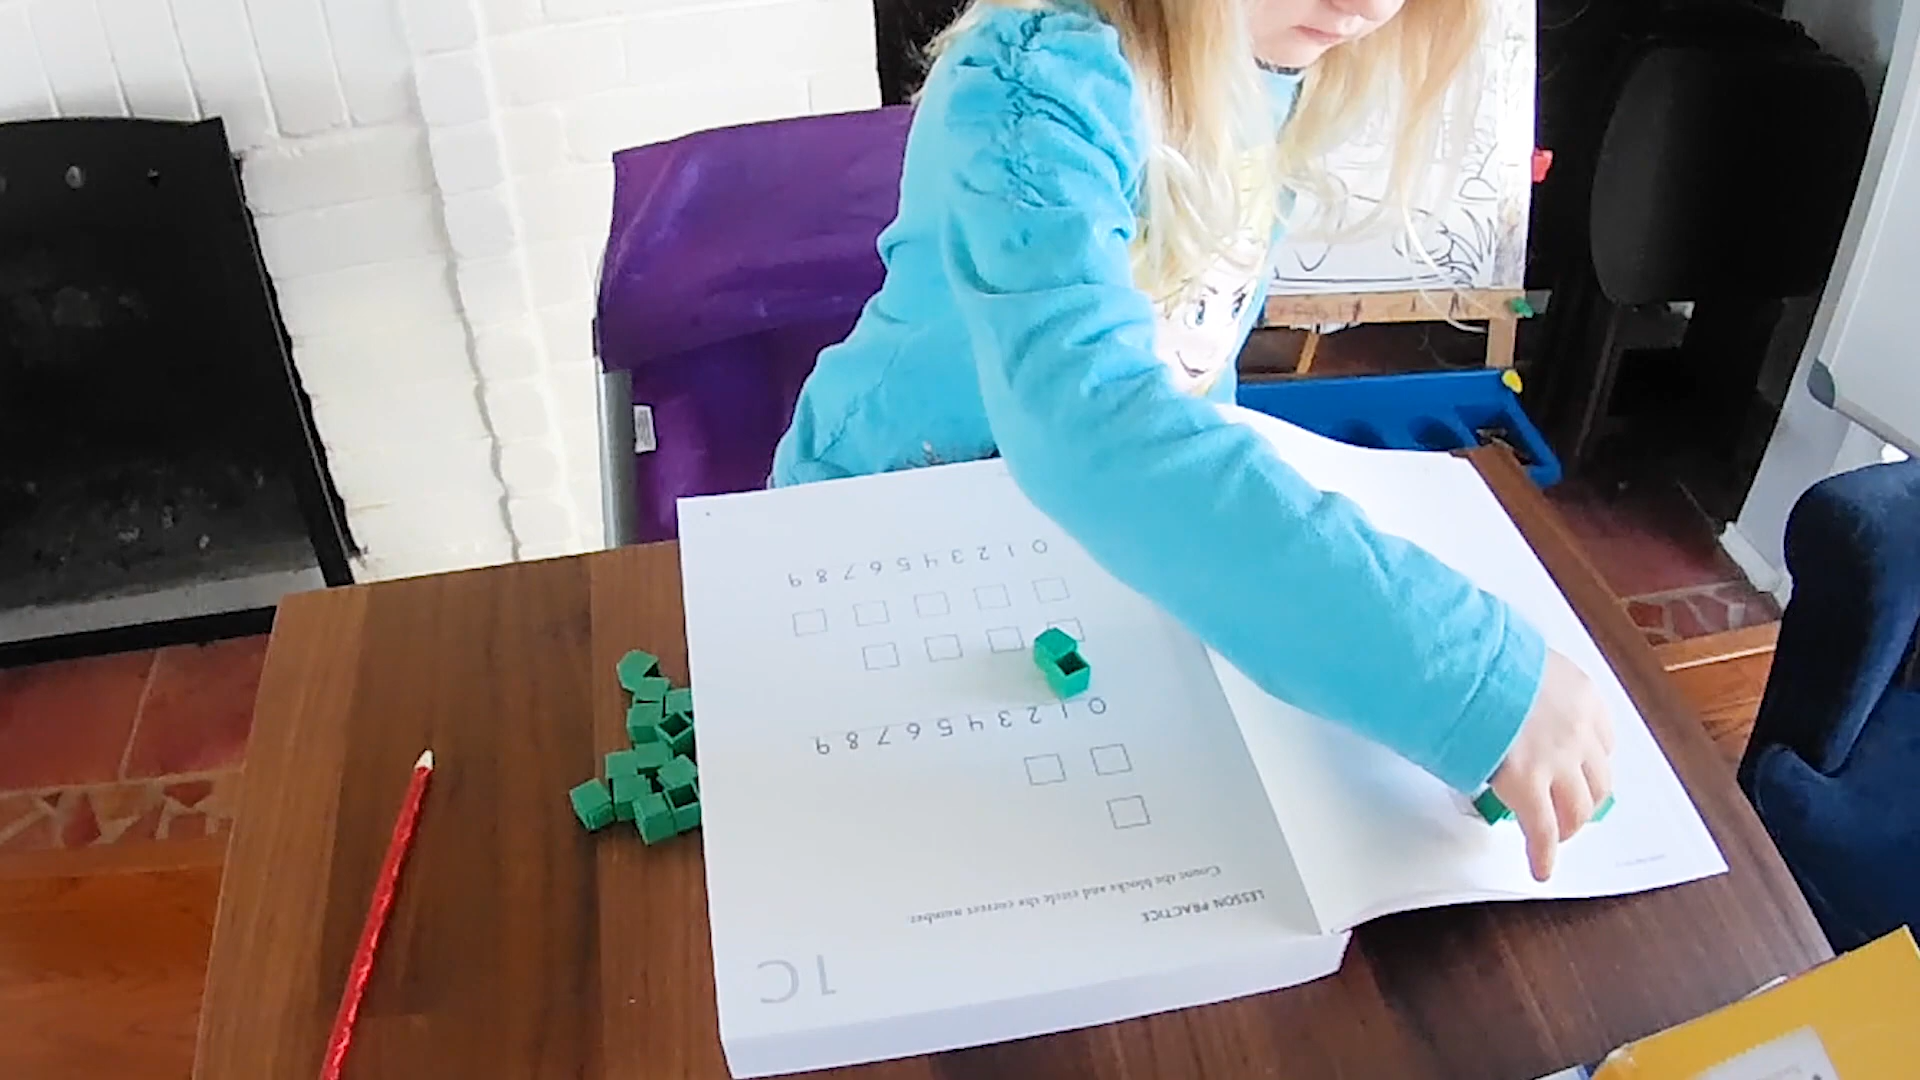 1C
LESSON PRACTICE
Count the blocks and circle the correct number.
0 1 2 3 4 5 6 7 8 9
0 1 2 3 4 5 6 7 8 9